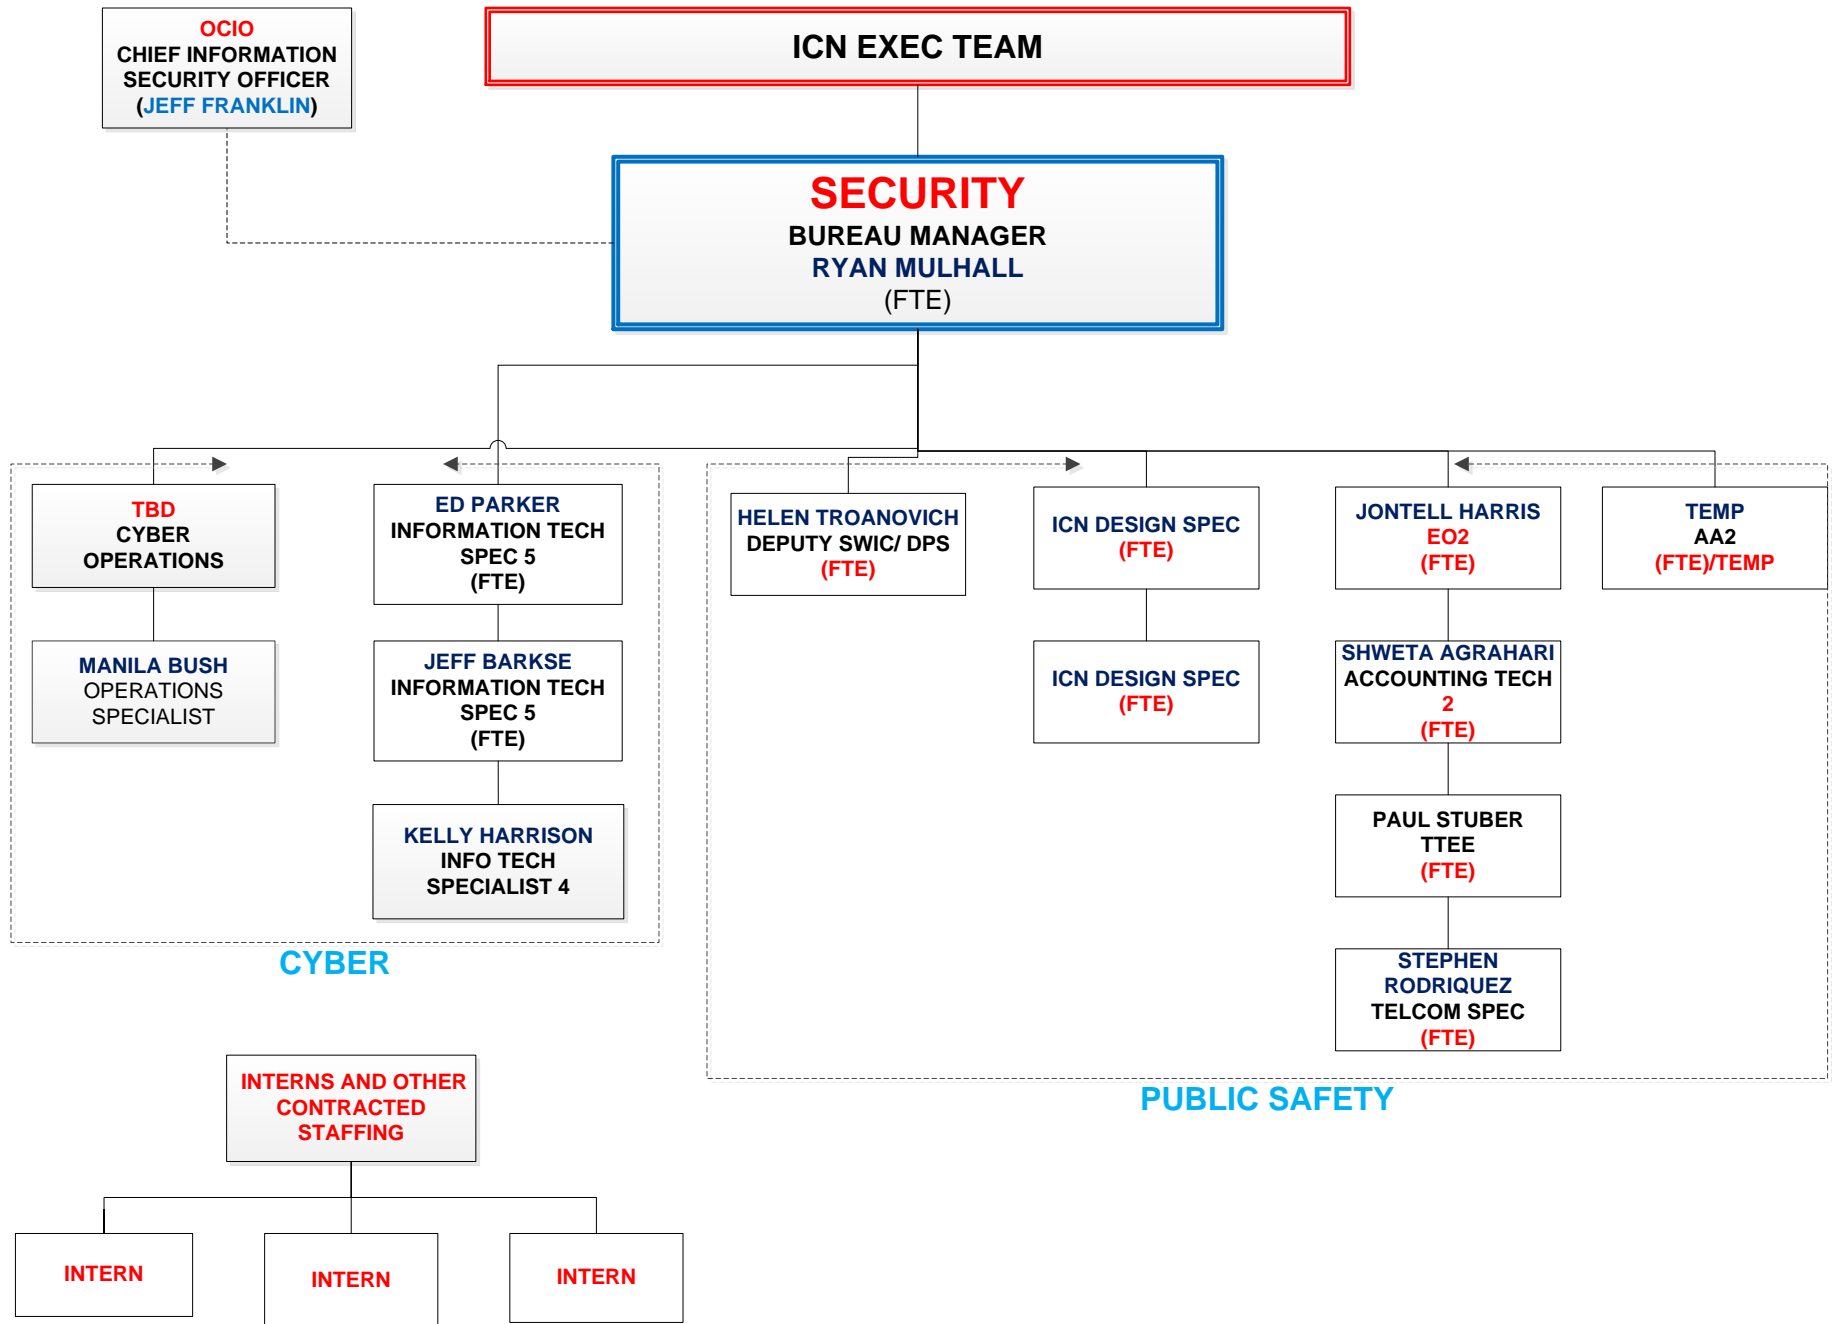 OCIO
CHIEF INFORMATION
SECURITY OFFICER
(JEFF FRANKLIN)
ICN EXEC TEAM
SECURITY
BUREAU MANAGER
RYAN MULHALL
(FTE)
TBD
CYBER
OPERATIONS
MANILA BUSH
OPERATIONS
SPECIALIST
ED PARKER
INFORMATION TECH
SPEC 5
(FTE)
JEFF BARKSE
INFORMATION TECH
SPEC 5
(FTE)
KELLY HARRISON
INFO TECH
SPECIALIST 4
CYBER
HELEN TROANOVICH
DEPUTY SWIC/ DPS
(FTE)
ICN DESIGN SPEC
(FTE)
ICN DESIGN SPEC
(FTE)
JONTELL HARRIS
EO2
(FTE)
SHWETA AGRAHARI
ACCOUNTING TECH
2
(FTE)
PAUL STUBER
TTEE
(FTE)
STEPHEN
RODRIQUEZ
TELCOM SPEC
(FTE)
TEMP
AA2
(FTE)/TEMP
PUBLIC SAFETY
INTERNS AND OTHER
CONTRACTED
STAFFING
INTERN
INTERN
INTERN